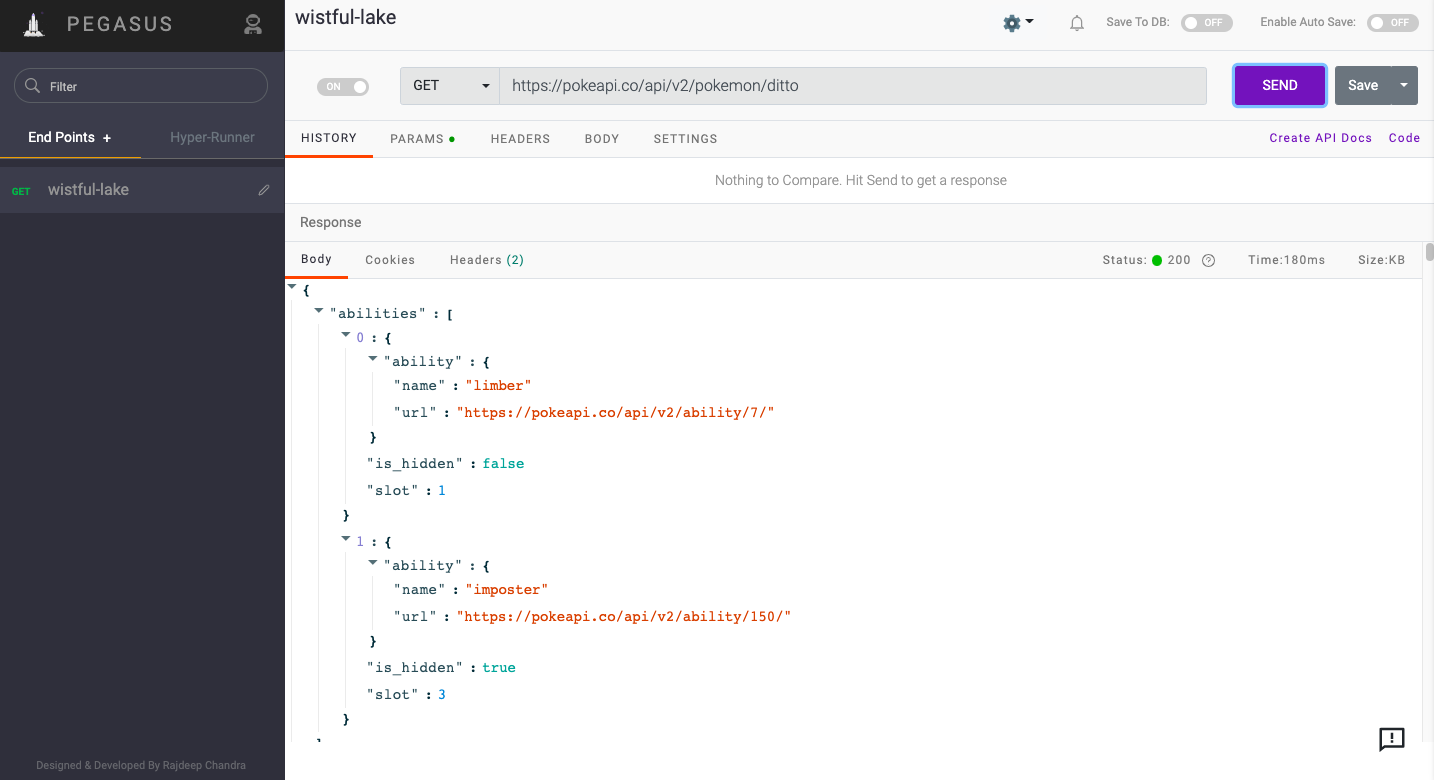 PEGASUS
Filter
End Points +
Hyper-Runner
GET wistful-lake
Designed & Developed By Rajdeep Chandra
wistful-lake
Save To DB: OFF
Enable Auto Save: OFF
ON
GET
https://pokeapi.co/api/v2/pokemon/ditto
SEND
Save
HISTORY
PARAMS
HEADERS
BODY
SETTINGS
Create API Docs
Code
Nothing to Compare. Hit Send to get a response
Response
Body
Cookies
Headers (2)
Status: 200
Time:180ms
Size:KB
{
"abilities" : [
0 : {
"ability" : {
"name" : "limber"
"url" : "https://pokeapi.co/api/v2/ability/7/"
}
"is_hidden" : false
"slot" : 1
}
1 : {
"ability" : {
"name" : "imposter"
"url" : "https://pokeapi.co/api/v2/ability/150/"
}
"is_hidden" : true
"slot" : 3
}